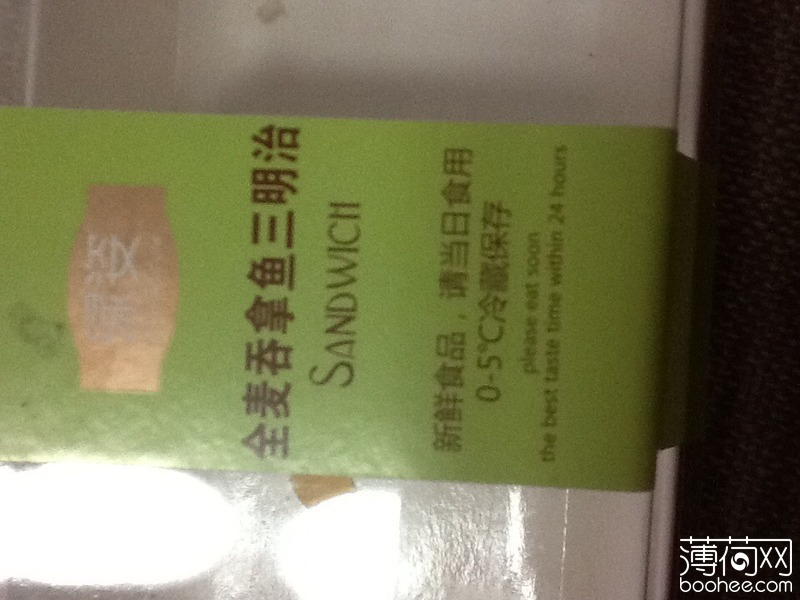 全麦吞拿鱼三明治
SANDWICH
新鲜食品，请当日食用
0-5℃冷藏保存
please eat soon
the best taste time within 24 hours
薄荷网
boohee.com